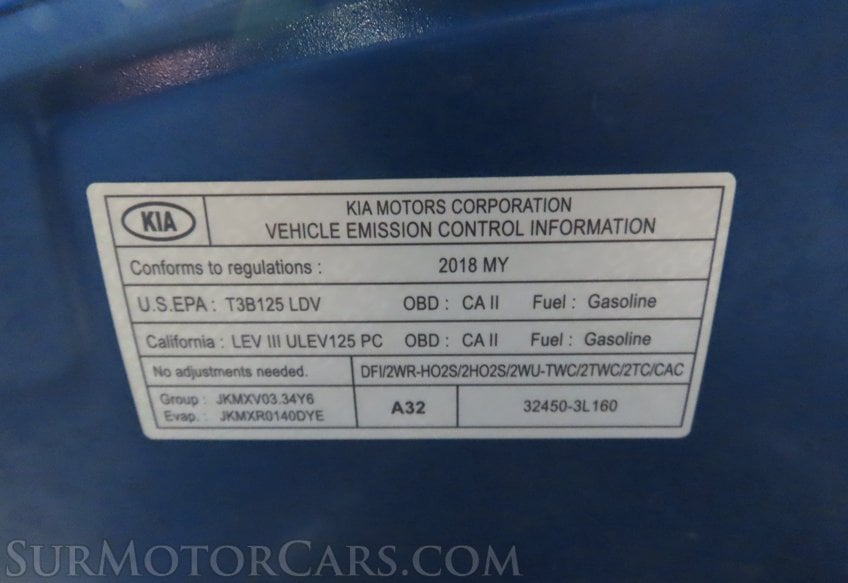 KIA
KIA MOTORS CORPORATION
VEHICLE EMISSION CONTROL INFORMATION
Conforms to regulations : 2018 MY
U.S.EPA : T3B125 LDV OBD : CA II Fuel : Gasoline
California : LEV III ULEV125 PC OBD : CA II Fuel : Gasoline
No adjustments needed. DFI/2WR-HO2S/2HO2S/2WU-TWC/2TWC/2TC/CAC
Group : JKMXV03.34Y6
Evap. : JKMXR0140DYE
A32
32450-3L160
SURMOTORCARS.COM